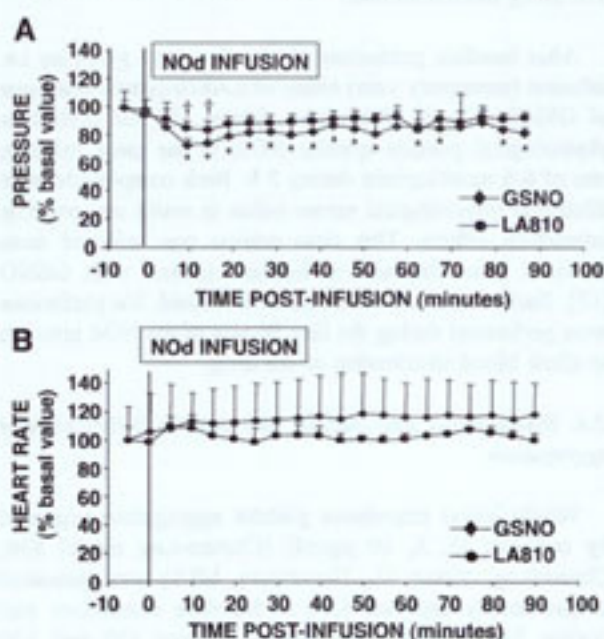 A
140
120
100
80
60
40
20
0
PRESSURE
(% basal value)
NOd INFUSION
GSNO
LA810
-10 0 10 20 30 40 50 60 70 80 90 100
TIME POST-INFUSION (minutes)
B
NOd INFUSION
140
120
100
80
60
40
20
0
HEART RATE
(% basal value)
GSNO
LA810
-10 0 10 20 30 40 50 60 70 80 90 100
TIME POST-INFUSION (minutes)